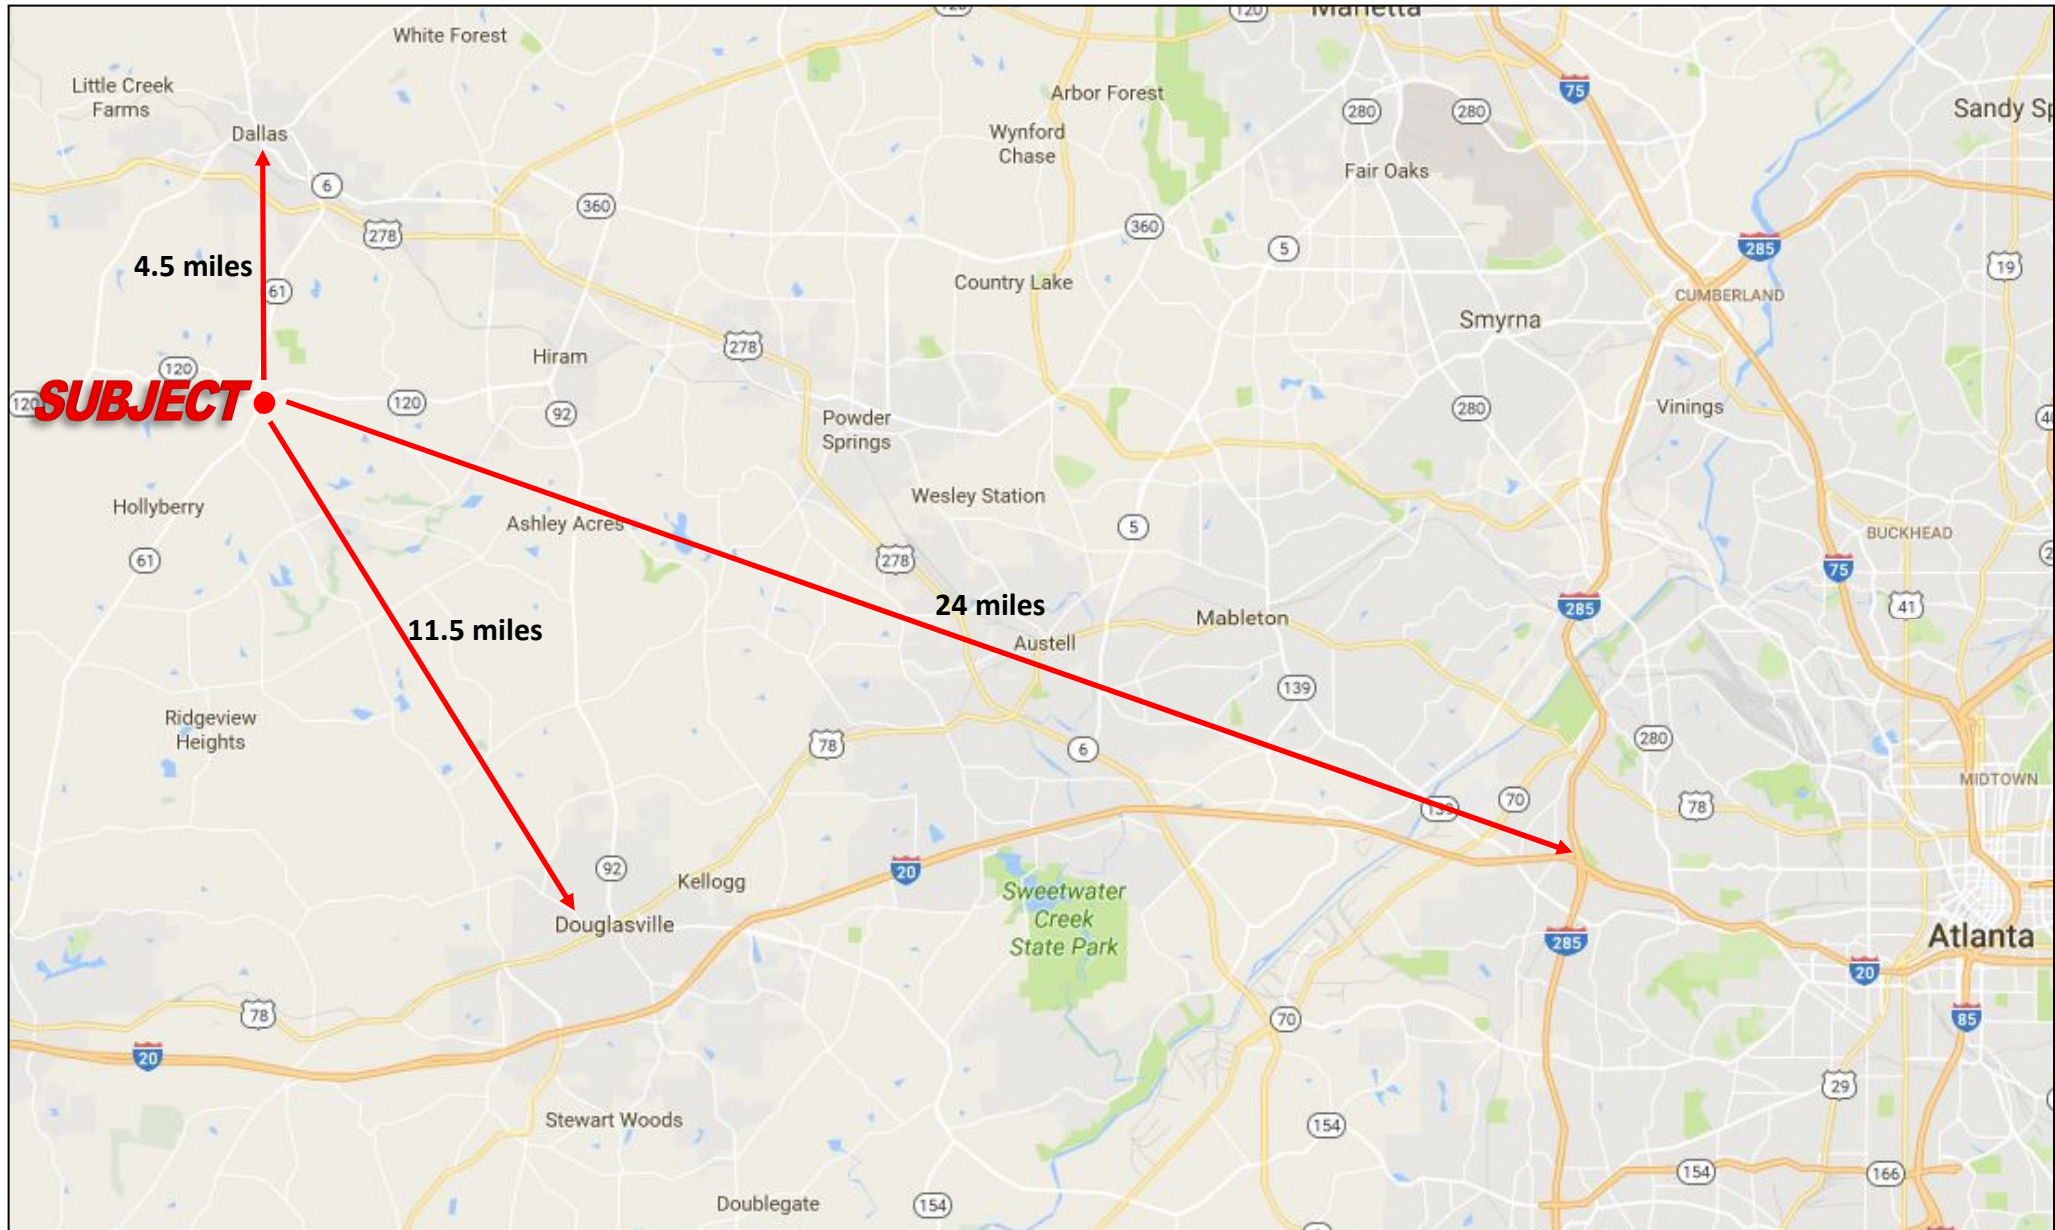 120
120
Marietta
White Forest
Little Creek
Farms
75
Arbor Forest
280
280
Sandy Sp
Dallas
Wynford
Chase
Fair Oaks
6
360
278
360
5
285
19
4.5 miles
61
Country Lake
CUMBERLAND
Smyrna
278
Hiram
120
120
SUBJECT
120
92
280
Vinings
Powder
Springs
Hollyberry
Wesley Station
Ashley Acres
5
BUCKHEAD
61
278
75
24 miles
285
41
11.5 miles
Mableton
Austell
139
Ridgeview
Heights
78
6
280
MIDTOWN
139
70
78
92
20
Kellogg
Sweetwater
Creek
State Park
Douglasville
285
Atlanta
20
78
70
85
20
29
Stewart Woods
154
154
166
Doublegate
154